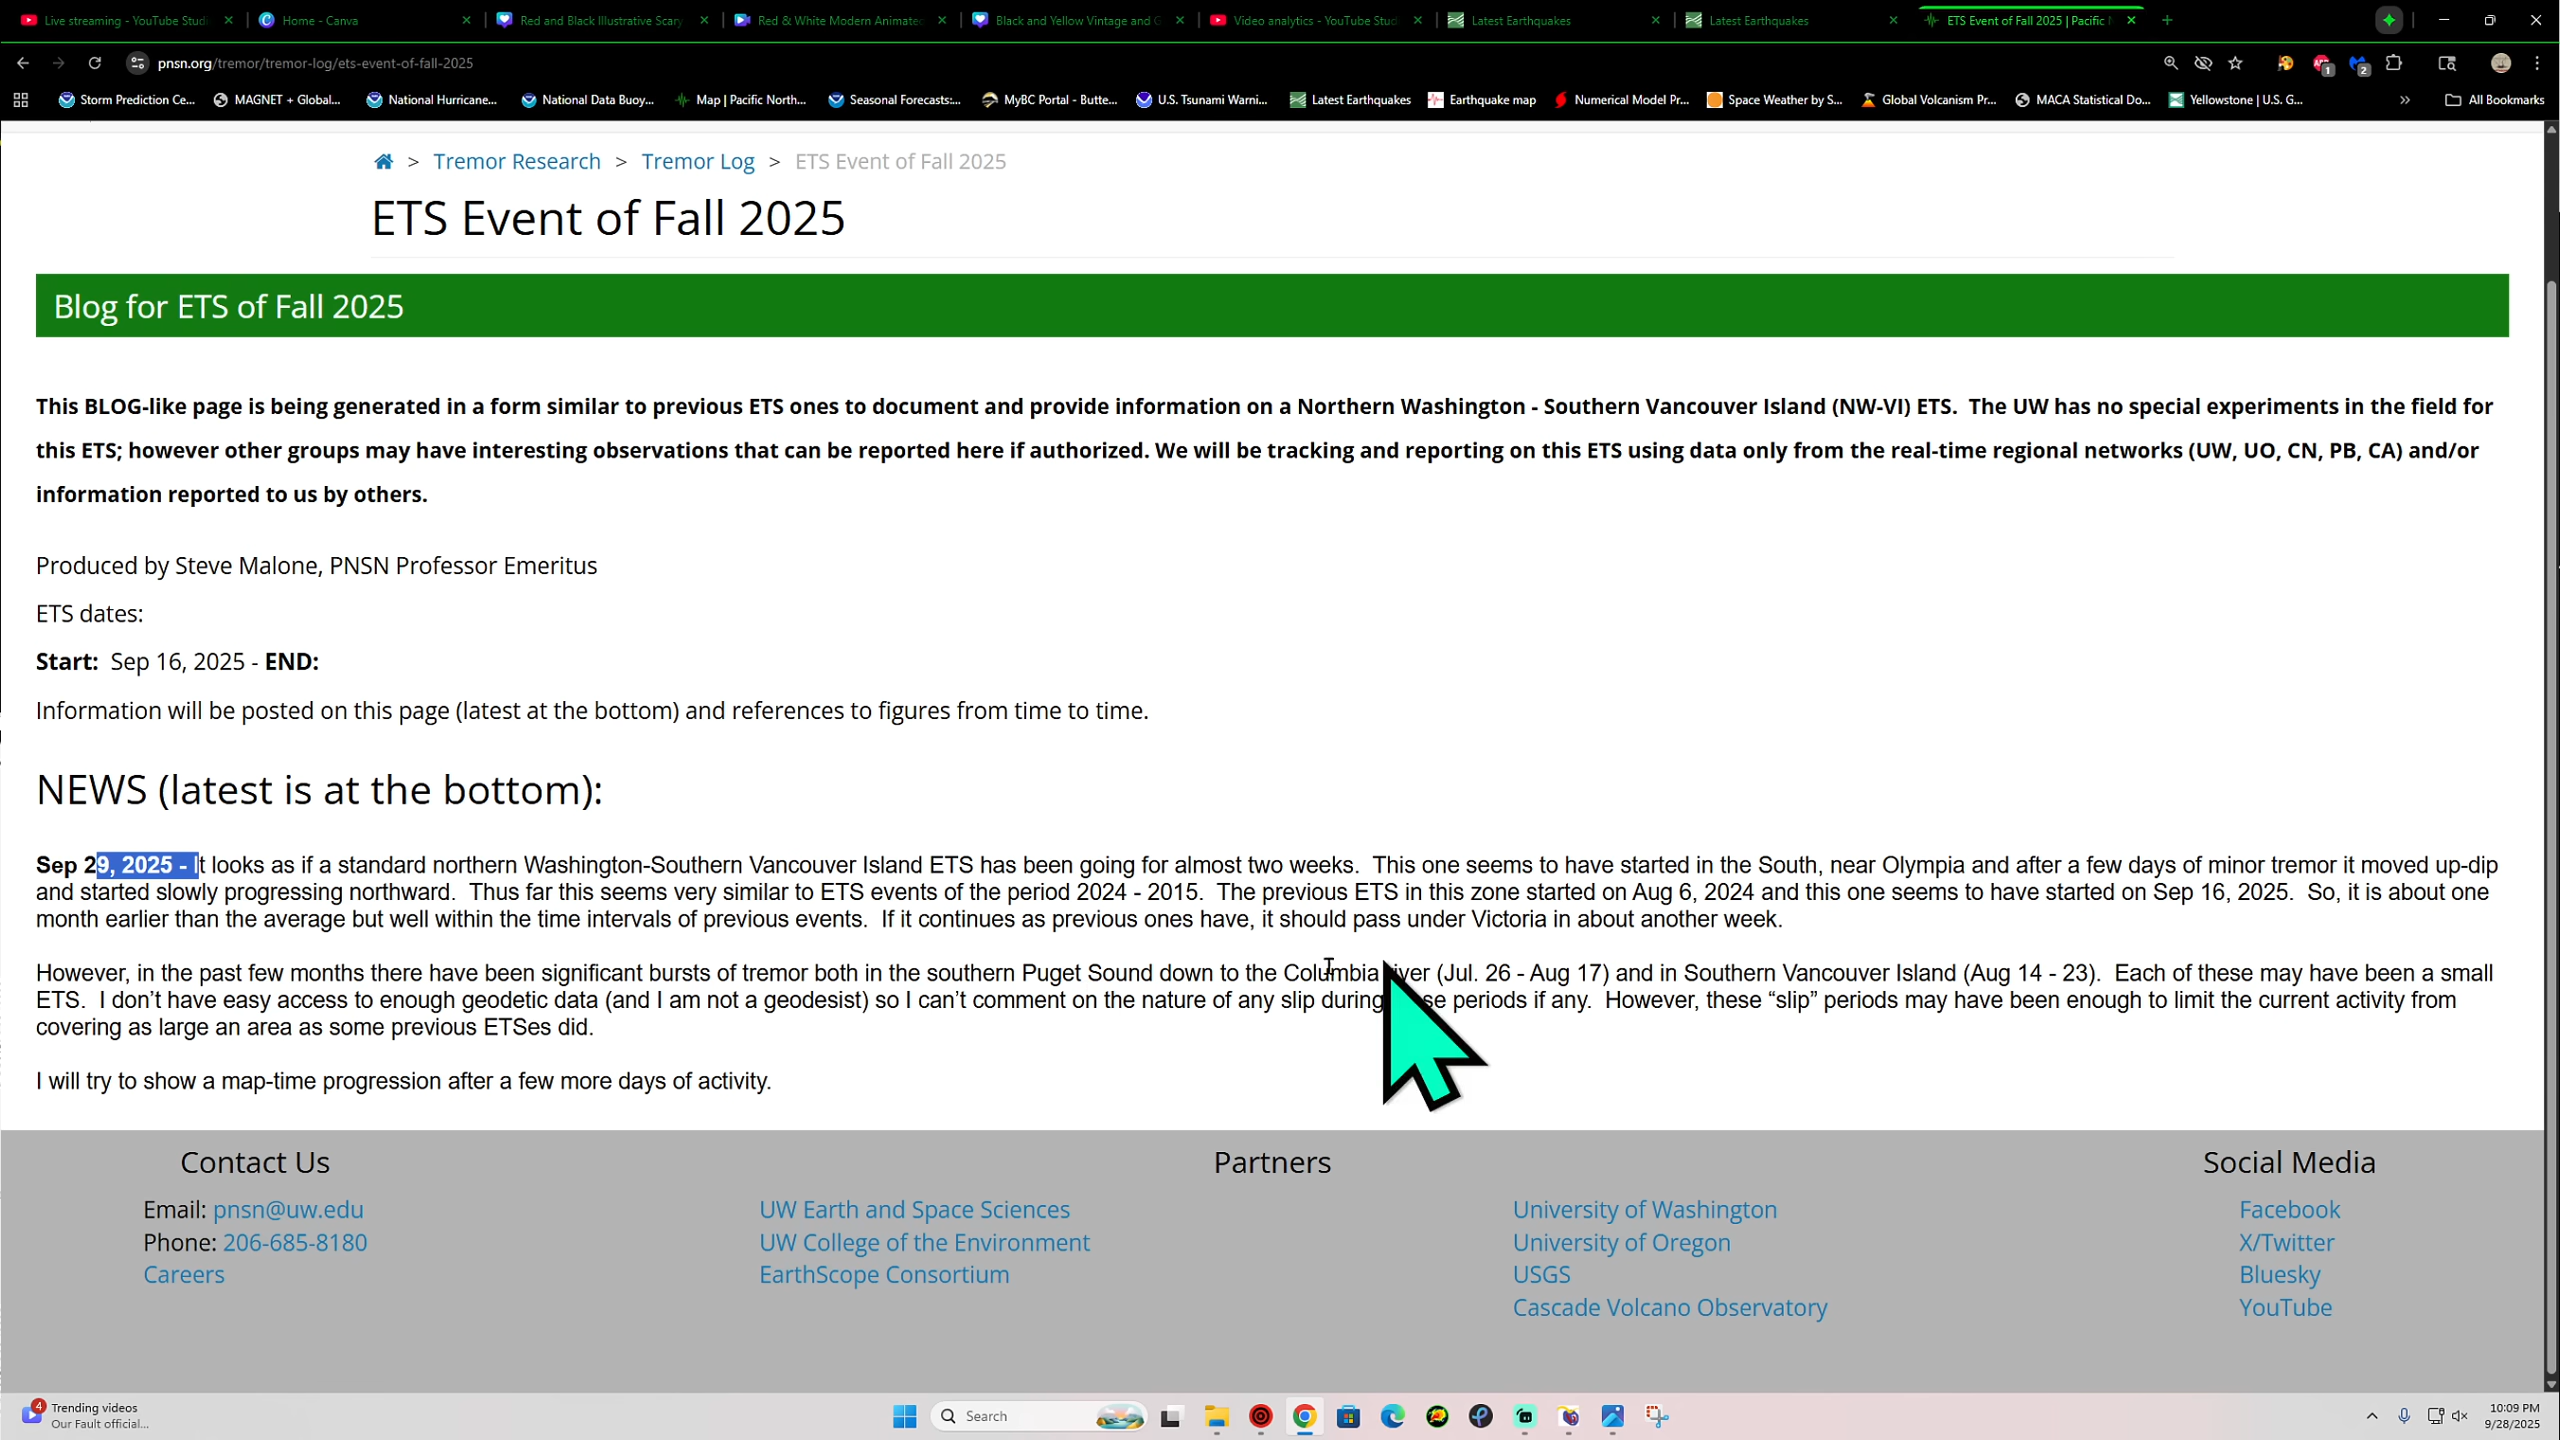 Live streaming - YouTube Studi
Home - Canva
Red and Black Illustrative Scary
Red & White Modern Animated
Black and Yellow Vintage and G
Video analytics - YouTube Stud
Latest Earthquakes
Latest Earthquakes
ETS Event of Fall 2025 | Pacific N
pnsn.org/tremor/tremor-log/ets-event-of-fall-2025
1
2
Storm Prediction Ce...
MAGNET + Global...
National Hurricane...
National Data Buoy...
Map | Pacific North...
Seasonal Forecasts:...
MyBC Portal - Butte...
U.S. Tsunami Warni...
Latest Earthquakes
Earthquake map
Numerical Model Pr...
Space Weather by S...
Global Volcanism Pr...
MACA Statistical Do...
Yellowstone | U.S. G...
»
All Bookmarks
> Tremor Research > Tremor Log > ETS Event of Fall 2025
ETS Event of Fall 2025
Blog for ETS of Fall 2025
This BLOG-like page is being generated in a form similar to previous ETS ones to document and provide information on a Northern Washington - Southern Vancouver Island (NW-VI) ETS. The UW has no special experiments in the field for
this ETS; however other groups may have interesting observations that can be reported here if authorized. We will be tracking and reporting on this ETS using data only from the real-time regional networks (UW, UO, CN, PB, CA) and/or
information reported to us by others.
Produced by Steve Malone, PNSN Professor Emeritus
ETS dates:
Start: Sep 16, 2025 - END:
Information will be posted on this page (latest at the bottom) and references to figures from time to time.
NEWS (latest is at the bottom):
Sep 29, 2025 - It looks as if a standard northern Washington-Southern Vancouver Island ETS has been going for almost two weeks. This one seems to have started in the South, near Olympia and after a few days of minor tremor it moved up-dip
and started slowly progressing northward. Thus far this seems very similar to ETS events of the period 2024 - 2015. The previous ETS in this zone started on Aug 6, 2024 and this one seems to have started on Sep 16, 2025. So, it is about one
month earlier than the average but well within the time intervals of previous events. If it continues as previous ones have, it should pass under Victoria in about another week.
However, in the past few months there have been significant bursts of tremor both in the southern Puget Sound down to the Columbia iver (Jul. 26 - Aug 17) and in Southern Vancouver Island (Aug 14 - 23). Each of these may have been a small
ETS. I don't have easy access to enough geodetic data (and I am not a geodesist) so I can't comment on the nature of any slip during se periods if any. However, these “slip” periods may have been enough to limit the current activity from
covering as large an area as some previous ETSes did.
I will try to show a map-time progression after a few more days of activity.
Contact Us
Email: pnsn@uw.edu
Phone: 206-685-8180
Careers
Partners
UW Earth and Space Sciences
UW College of the Environment
EarthScope Consortium
University of Washington
University of Oregon
USGS
Cascade Volcano Observatory
Social Media
Facebook
X/Twitter
Bluesky
YouTube
4
Trending videos
Our Fault official...
Search
10:09 PM
9/28/2025